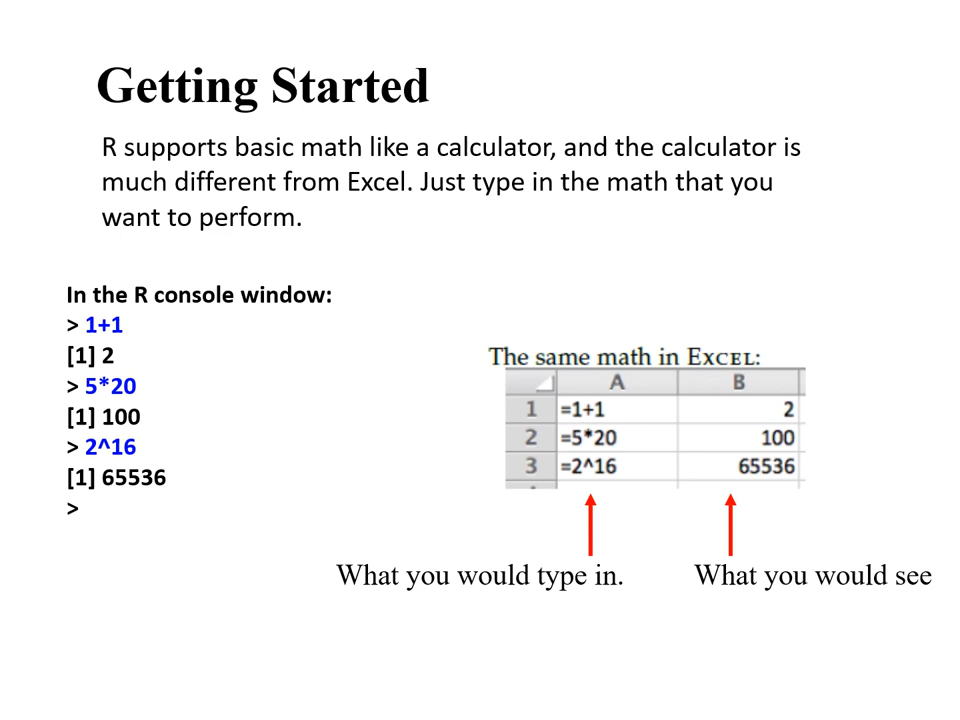 Getting Started
R supports basic math like a calculator, and the calculator is
much different from Excel. Just type in the math that you
want to perform.
In the R console window:
> 1+1
[1] 2
> 5*20
[1] 100
> 2^16
[1] 65536
>
The same math in EXCEL:
A B
1 =1+1 2
2 =5*20 100
3 =2^16 65536
What you would type in. What you would see